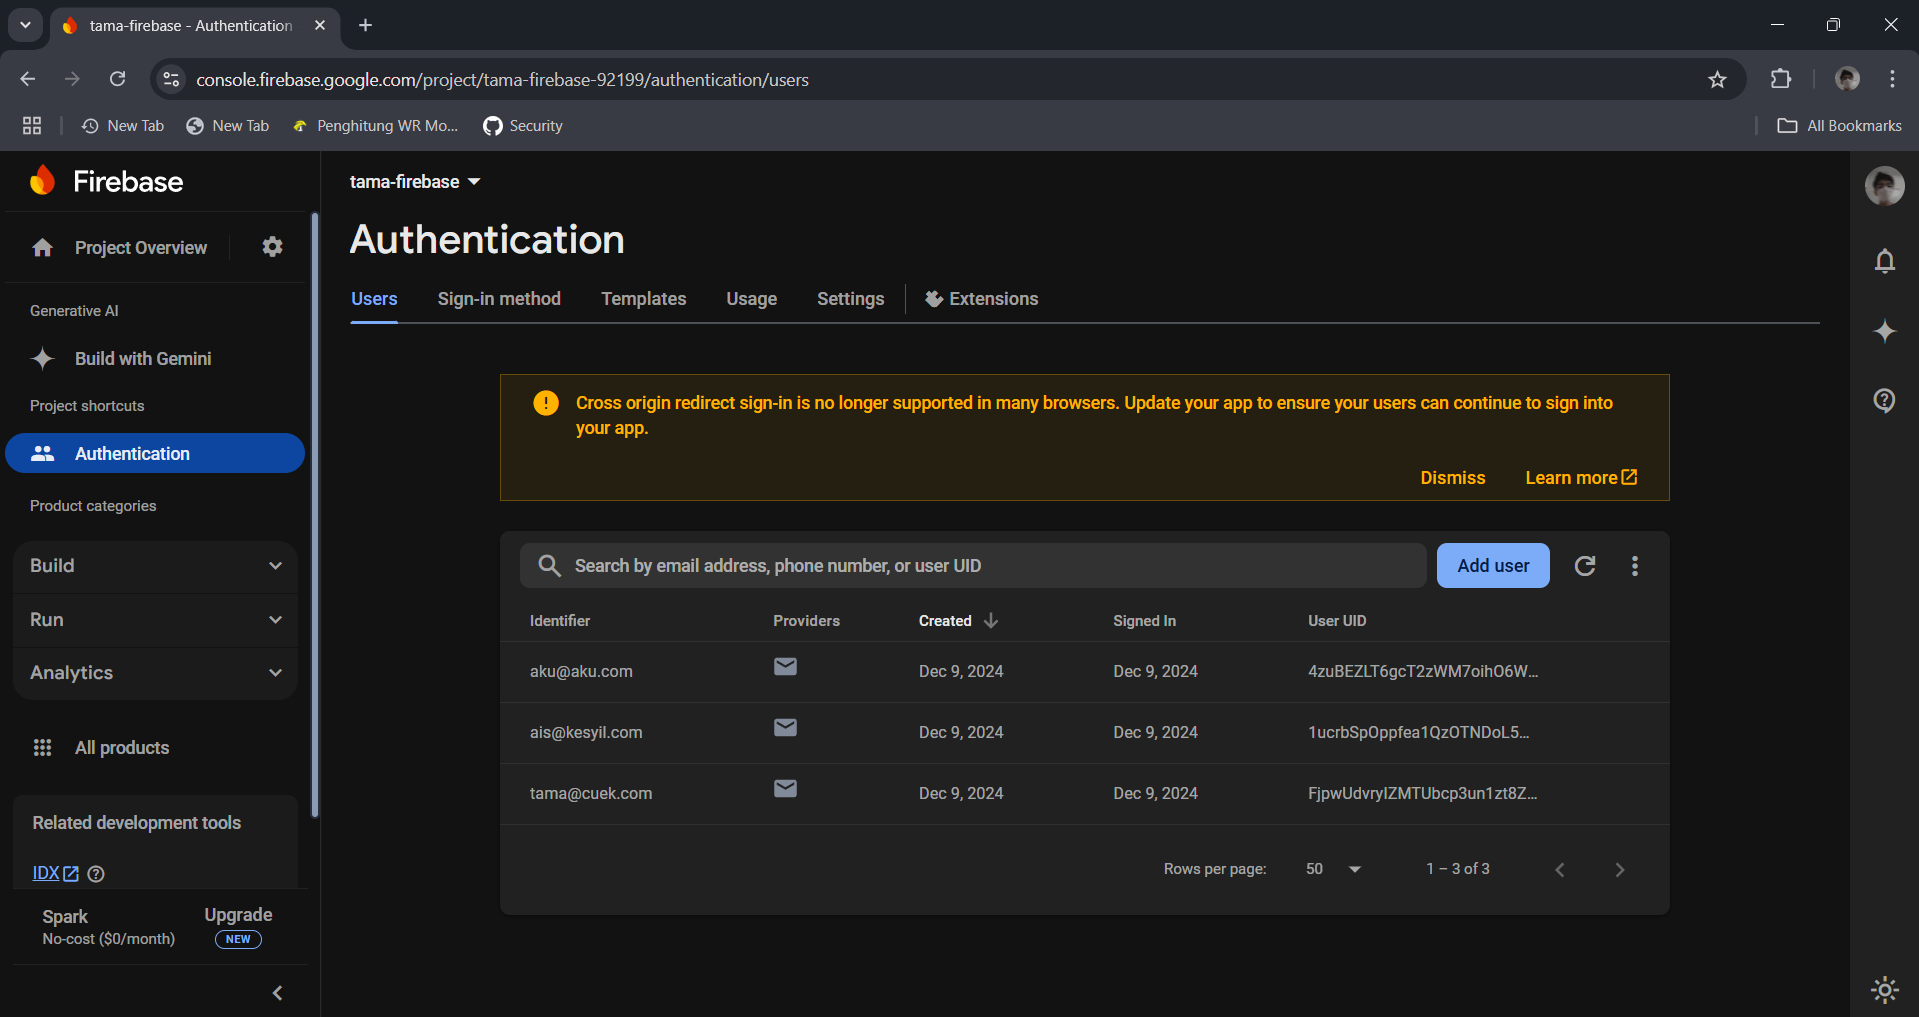 tama-firebase - Authentication
console.firebase.google.com/project/tama-firebase-92199/authentication/users
New Tab
New Tab
Penghitung WR Mo...
Security
All Bookmarks
Firebase
Project Overview
Generative AI
Build with Gemini
Project shortcuts
Authentication
Product categories
Build
Run
Analytics
All products
Related development tools
IDX
Spark
No-cost ($0/month)
Upgrade
NEW
tama-firebase
Authentication
Users
Sign-in method
Templates
Usage
Settings
Extensions
Cross origin redirect sign-in is no longer supported in many browsers. Update your app to ensure your users can continue to sign into
your app.
Dismiss
Learn more
Search by email address, phone number, or user UID
Add user
Identifier Providers Created Signed In User UID
aku@aku.com Dec 9, 2024 Dec 9, 2024 4zuBEZLT6gcT2zWM7oihO6W...
ais@kesyil.com Dec 9, 2024 Dec 9, 2024 1ucrbSpOppfea1QzOTNDoL5...
tama@cuek.com Dec 9, 2024 Dec 9, 2024 FjpwUdvryIZMTUbcp3un1zt8Z...
Rows per page: 50 1 – 3 of 3